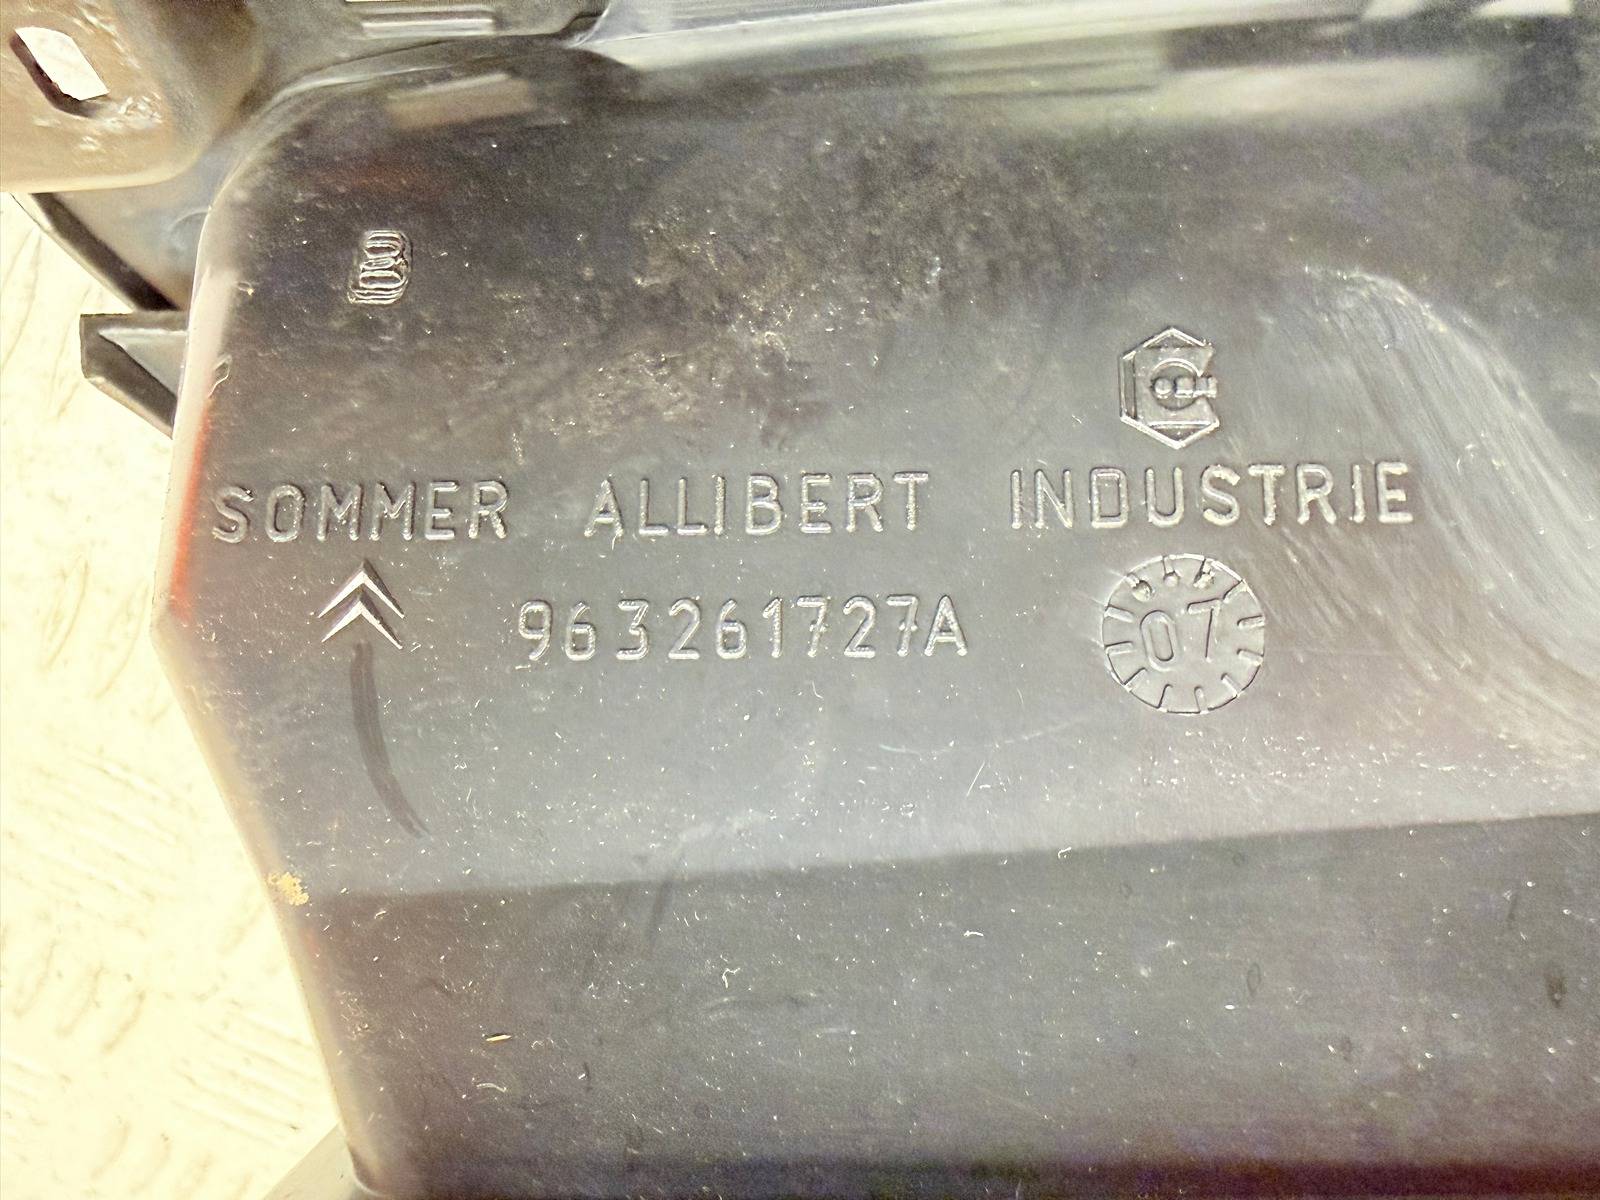 B
SOMMER ALLIBERT INDUSTRIE
963261727A
07